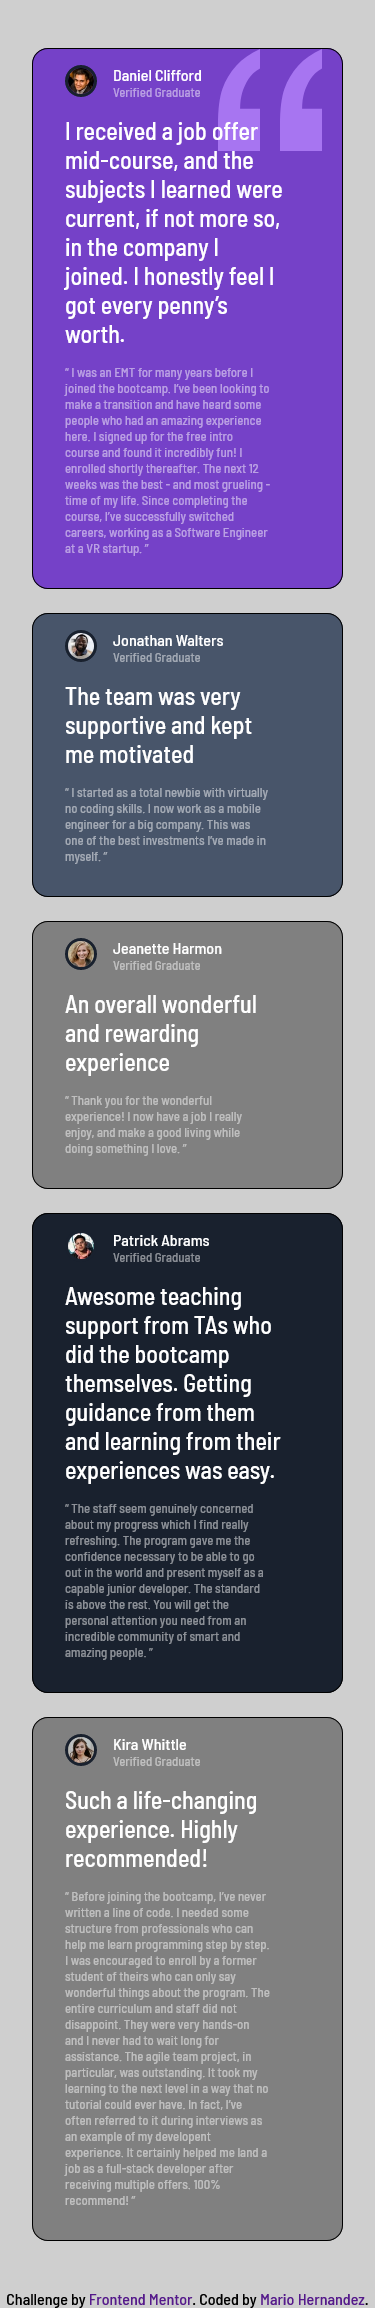 Daniel Clifford
Verified Graduate
I received a job offer
mid-course, and the
subjects I learned were
current, if not more so,
in the company I
joined. I honestly feel I
got every penny’s
worth.
“ I was an EMT for many years before I
joined the bootcamp. I’ve been looking to
make a transition and have heard some
people who had an amazing experience
here. I signed up for the free intro
course and found it incredibly fun! I
enrolled shortly thereafter. The next 12
weeks was the best - and most grueling -
time of my life. Since completing the
course, I’ve successfully switched
careers, working as a Software Engineer
at a VR startup. ”
Jonathan Walters
Verified Graduate
The team was very
supportive and kept
me motivated
“ I started as a total newbie with virtually
no coding skills. I now work as a mobile
engineer for a big company. This was
one of the best investments I’ve made in
myself. ”
Jeanette Harmon
Verified Graduate
An overall wonderful
and rewarding
experience
“ Thank you for the wonderful
experience! I now have a job I really
enjoy, and make a good living while
doing something I love. ”
Patrick Abrams
Verified Graduate
Awesome teaching
support from TAs who
did the bootcamp
themselves. Getting
guidance from them
and learning from their
experiences was easy.
“ The staff seem genuinely concerned
about my progress which I find really
refreshing. The program gave me the
confidence necessary to be able to go
out in the world and present myself as a
capable junior developer. The standard
is above the rest. You will get the
personal attention you need from an
incredible community of smart and
amazing people. ”
Kira Whittle
Verified Graduate
Such a life-changing
experience. Highly
recommended!
“ Before joining the bootcamp, I’ve never
written a line of code. I needed some
structure from professionals who can
help me learn programming step by step.
I was encouraged to enroll by a former
student of theirs who can only say
wonderful things about the program. The
entire curriculum and staff did not
disappoint. They were very hands-on
and I never had to wait long for
assistance. The agile team project, in
particular, was outstanding. It took my
learning to the next level in a way that no
tutorial could ever have. In fact, I’ve
often referred to it during interviews as
an example of my developent
experience. It certainly helped me land a
job as a full-stack developer after
receiving multiple offers. 100%
recommend! ”
Challenge by Frontend Mentor. Coded by Mario Hernandez.